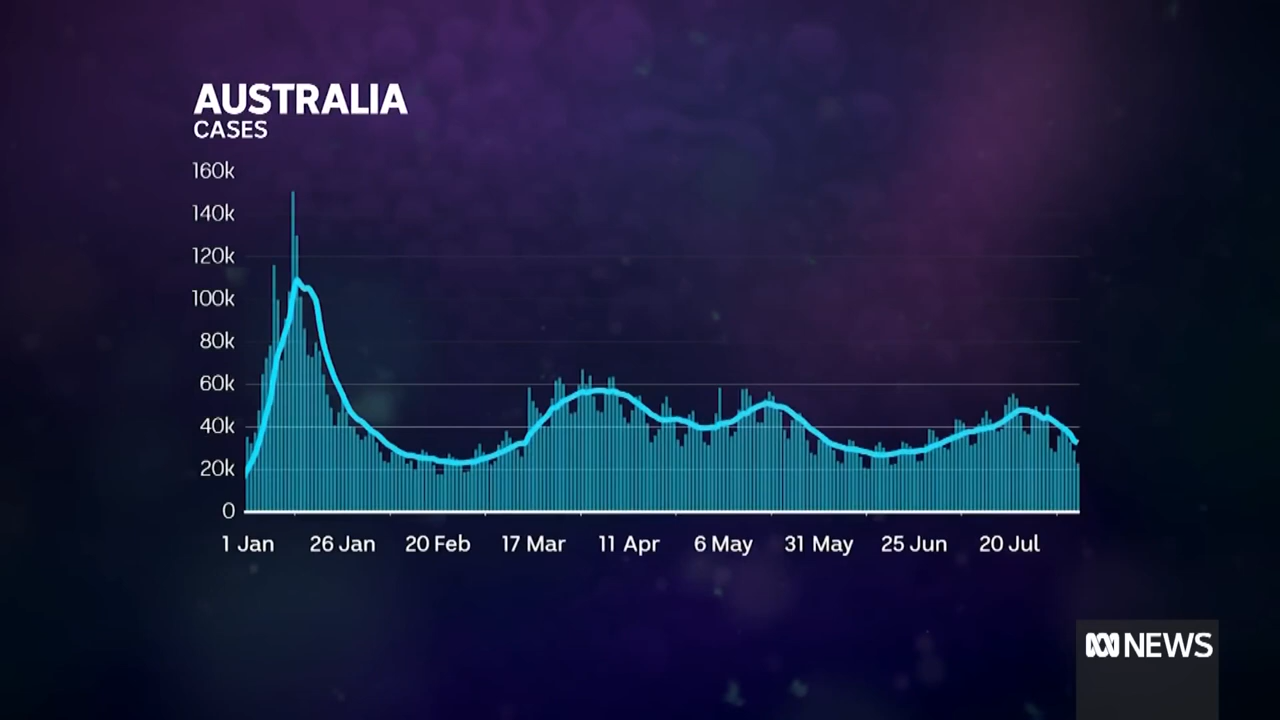 AUSTRALIA
CASES
160k
140k
120k
100k
80k
60k
40k
20k
0
1 Jan 26 Jan 20 Feb 17 Mar 11 Apr 6 May 31 May 25 Jun 20 Jul
NEWS